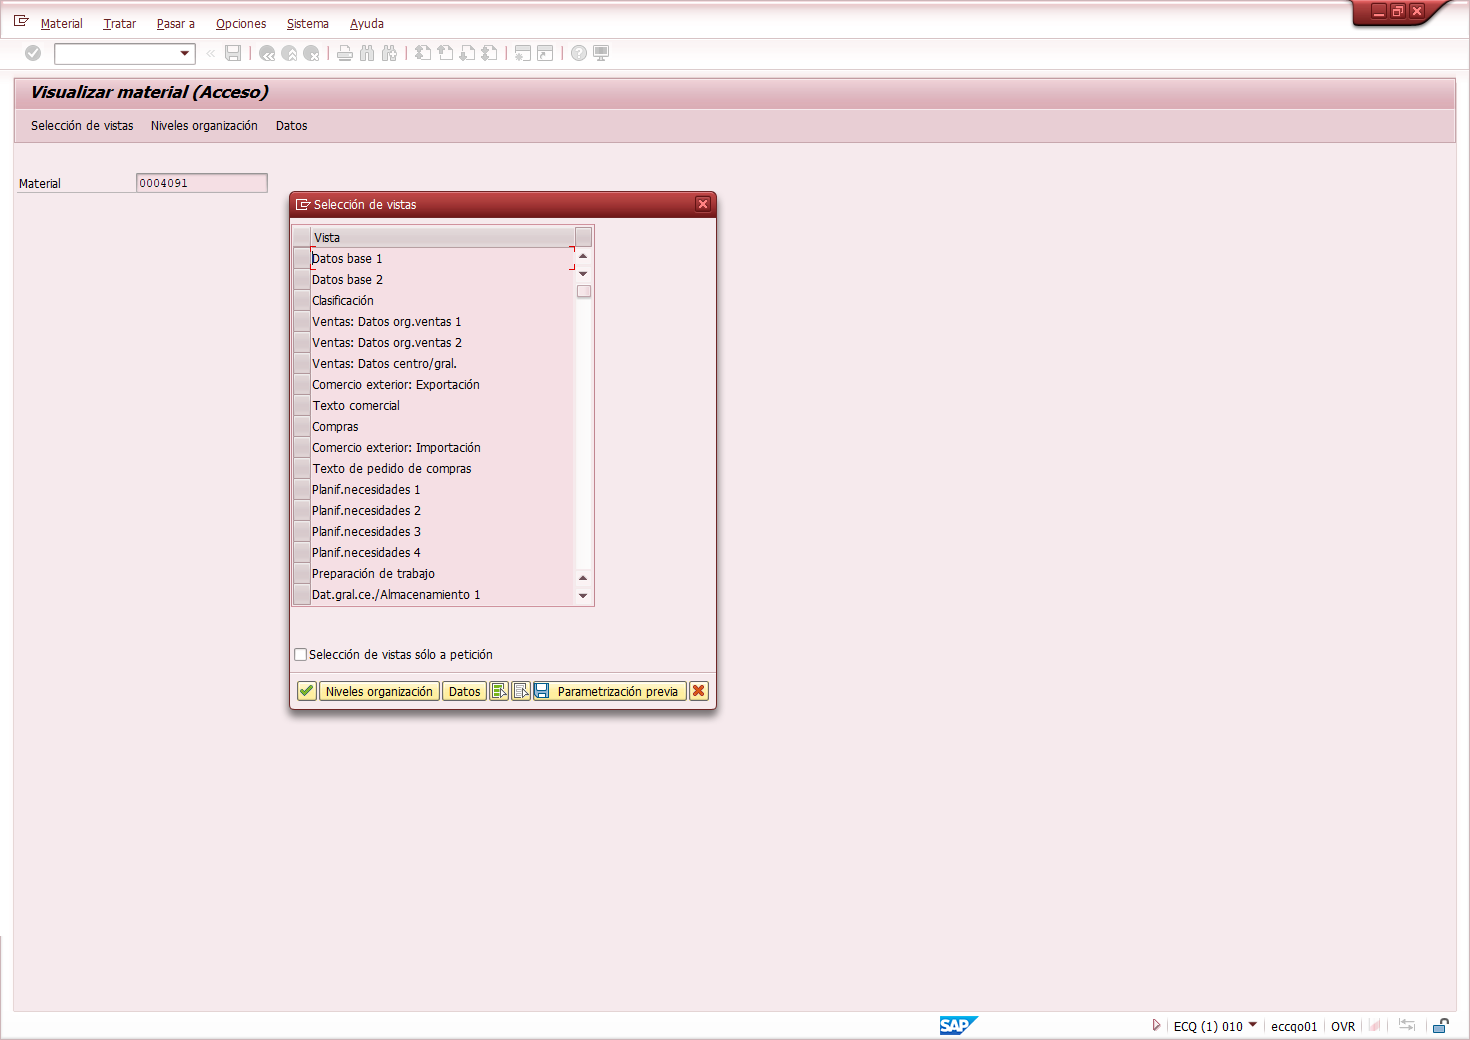 Material Tratar Pasar a Opciones Sistema Ayuda
Visualizar material (Acceso)
Selección de vistas Niveles organización Datos
Material 0004091
Selección de vistas
Vista
Datos base 1
Datos base 2
Clasificación
Ventas: Datos org.ventas 1
Ventas: Datos org.ventas 2
Ventas: Datos centro/gral.
Comercio exterior: Exportación
Texto comercial
Compras
Comercio exterior: Importación
Texto de pedido de compras
Planif.necesidades 1
Planif.necesidades 2
Planif.necesidades 3
Planif.necesidades 4
Preparación de trabajo
Dat.gral.ce./Almacenamiento 1
Selección de vistas sólo a petición
Niveles organización Datos Parametrización previa
SAP ECQ (1) 010 eccqo01 OVR